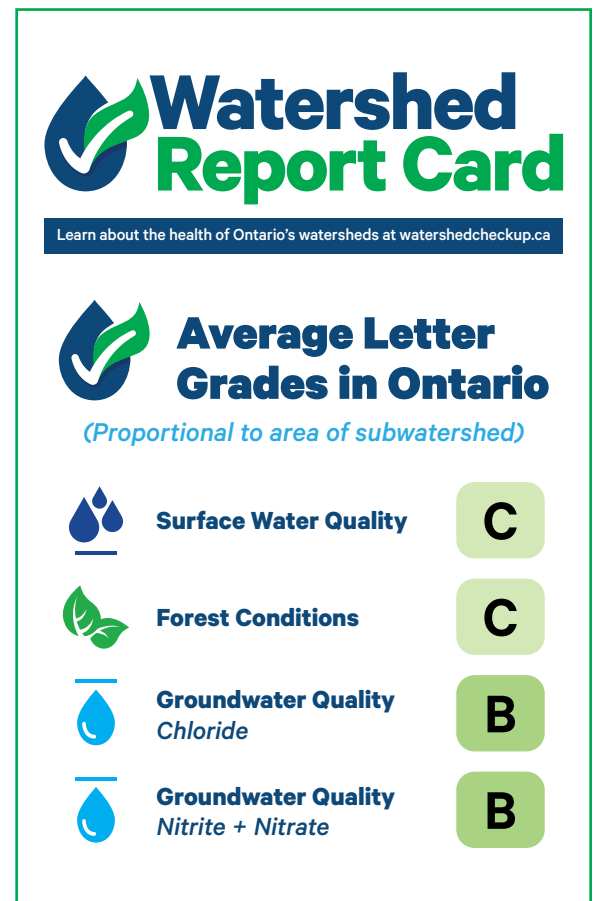 Watershed
Report Card
Learn about the health of Ontario's watersheds at watershedcheckup.ca
Average Letter
Grades in Ontario
(Proportional to area of subwatershed)
Surface Water Quality
C
Forest Conditions
C
Groundwater Quality
Chloride
B
Groundwater Quality
Nitrite + Nitrate
B